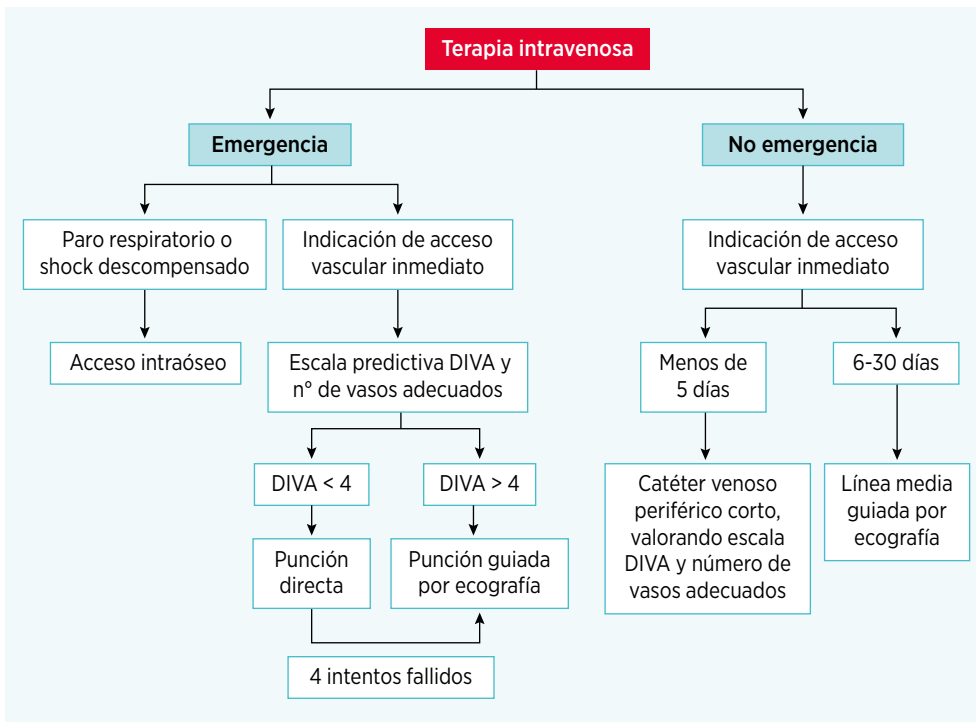 Terapia intravenosa
Emergencia
No emergencia
Paro respiratorio o
shock descompensado
Indicación de acceso
vascular inmediato
Indicación de acceso
vascular inmediato
Acceso intraóseo
Escala predictiva DIVA y
n° de vasos adecuados
Menos de
5 días
6-30 días
DIVA < 4
DIVA > 4
Catéter venoso
periférico corto,
valorando escala
DIVA y número de
vasos adecuados
Línea media
guiada por
ecografía
Punción
directa
Punción guiada
por ecografía
4 intentos fallidos